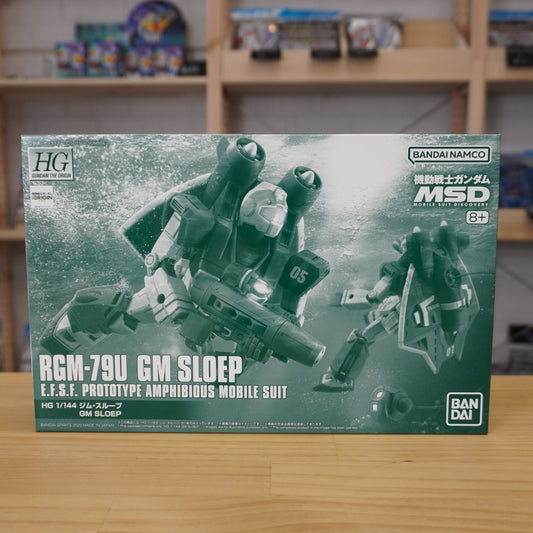 HG
GUNDAM THE ORIGIN
ORIGIN
BANDAI NAMCO
機動戦士ガンダム
MSD
MOBILE SUIT DISCOVERY
8+
05
RGM-79U GM SLOEP
E.F.S.F. PROTOTYPE AMPHIBIOUS MOBILE SUIT
HG 1/144 ジム・スループ
GM SLOEP
BAN
DAI